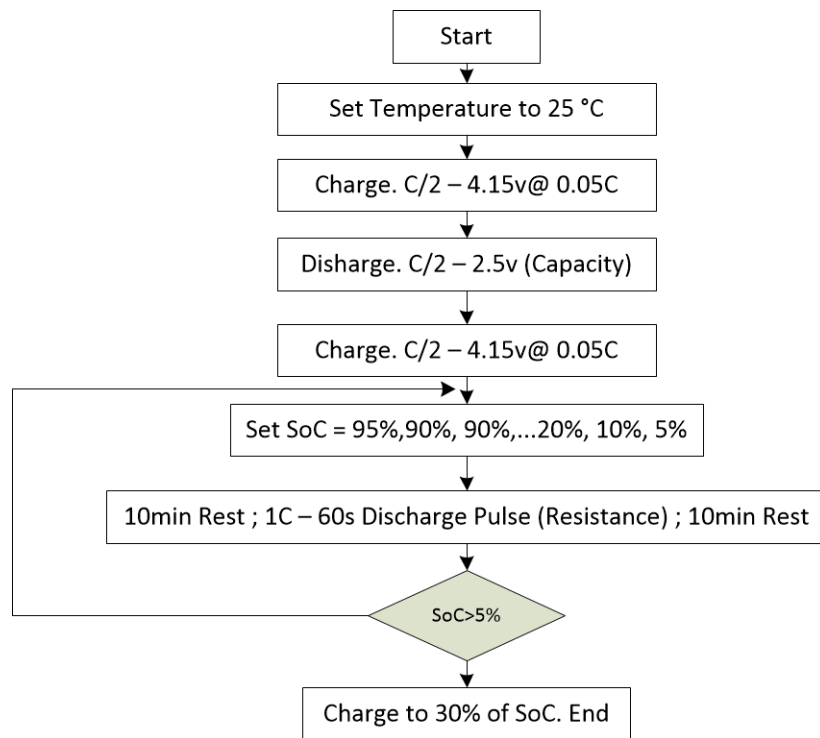 Start
Set Temperature to 25 °C
Charge. C/2 – 4.15v@ 0.05C
Disharge. C/2 – 2.5v (Capacity)
Charge. C/2 – 4.15v@ 0.05C
Set SoC = 95%,90%, 90%,...20%, 10%, 5%
10min Rest ; 1C – 60s Discharge Pulse (Resistance) ; 10min Rest
SoC>5%
Charge to 30% of SoC. End